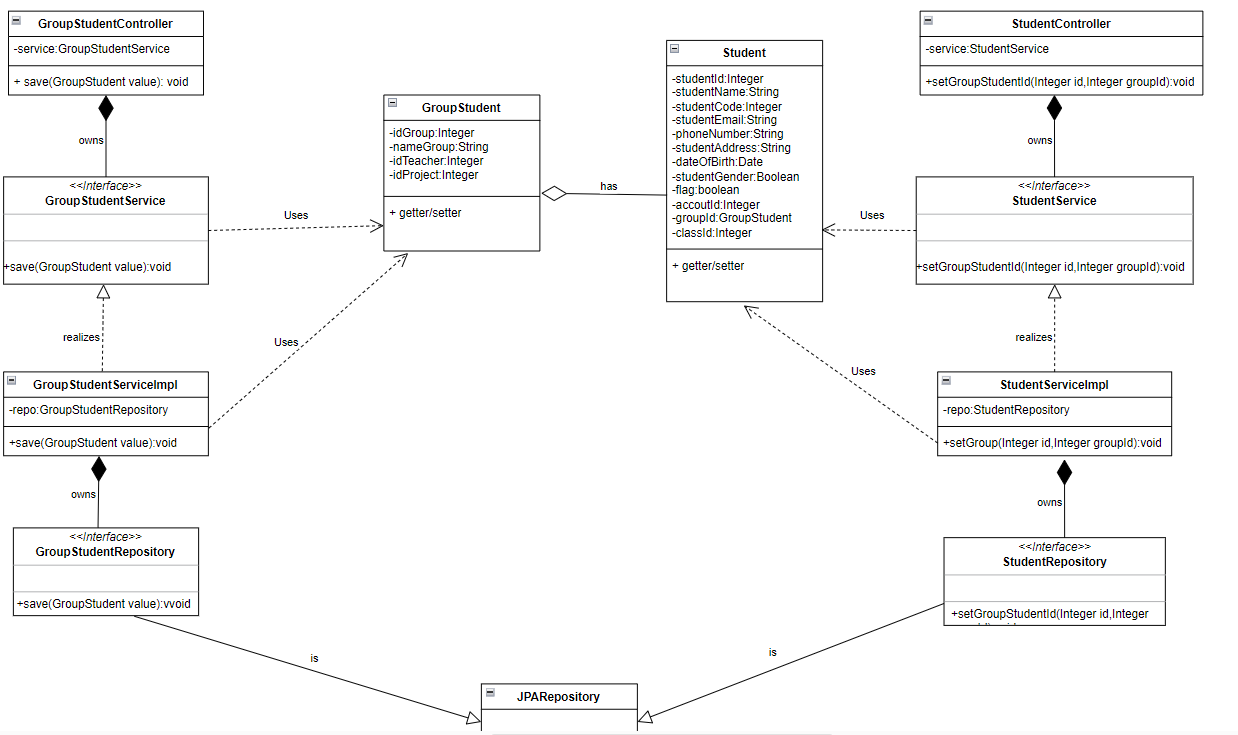 GroupStudentController
-service:GroupStudentService
+ save(GroupStudent value): void
owns
<<Interface>>
GroupStudentService
+save(GroupStudent value):void
realizes
GroupStudentServiceImpl
-repo:GroupStudentRepository
+save(GroupStudent value):void
owns
<<Interface>>
GroupStudentRepository
+save(GroupStudent value):vvoid
Uses
Uses
is
GroupStudent
-idGroup:Integer
-nameGroup:String
-idTeacher:Integer
-idProject:Integer
+ getter/setter
has
Student
-studentId:Integer
-studentName:String
-studentCode:Integer
-studentEmail:String
-phoneNumber:String
-studentAddress:String
-dateOfBirth:Date
-studentGender:Boolean
-flag:boolean
-accoutId:Integer
-groupId:GroupStudent
-classId:Integer
+ getter/setter
Uses
Uses
StudentController
-service:StudentService
+setGroupStudentId(Integer id,Integer groupId):void
owns
<<Interface>>
StudentService
+setGroupStudentId(Integer id,Integer groupId):void
realizes
StudentServiceImpl
-repo:StudentRepository
+setGroup(Integer id,Integer groupId):void
owns
<<Interface>>
StudentRepository
+setGroupStudentId(Integer id,Integer
is
JPARepository